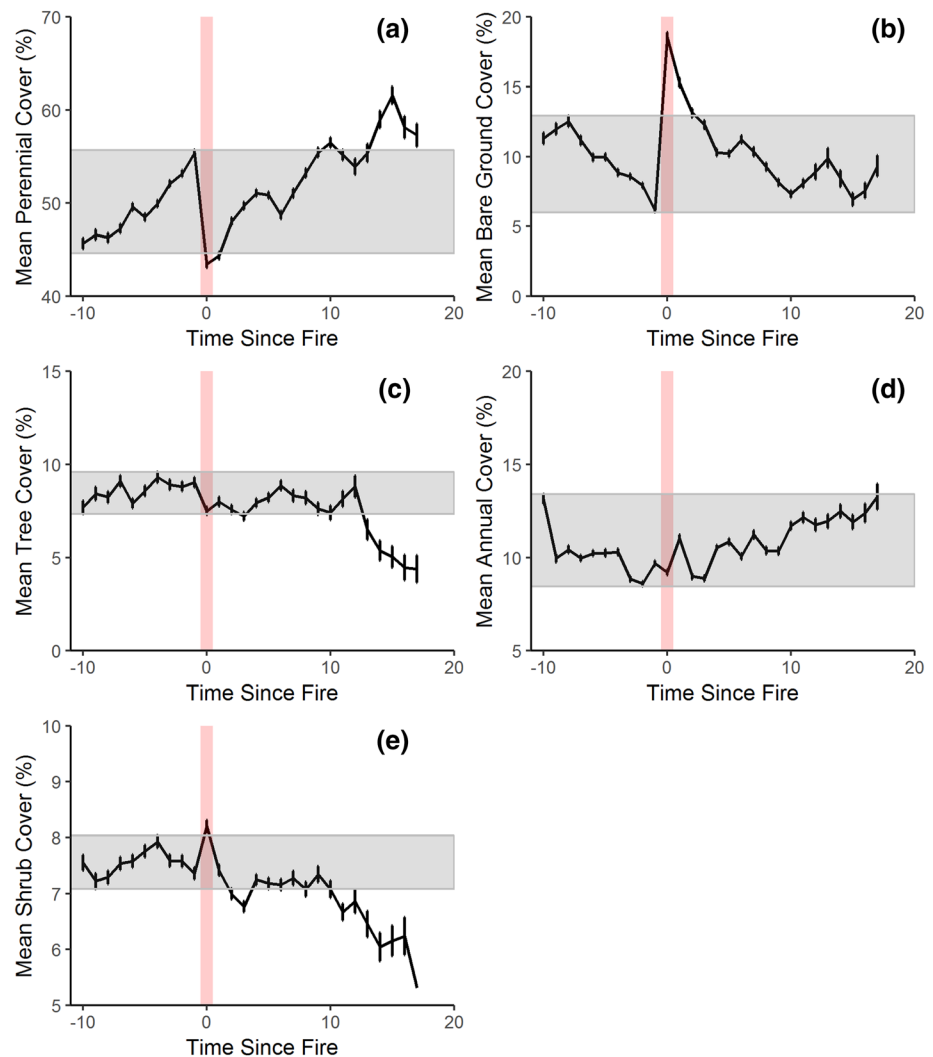 (a)
Mean Perennial Cover (%)
70
60
50
40
-10 0 10 20
Time Since Fire
(b)
Mean Bare Ground Cover (%)
20
15
10
5
0
-10 0 10 20
Time Since Fire
(c)
Mean Tree Cover (%)
15
10
5
0
-10 0 10 20
Time Since Fire
(d)
Mean Annual Cover (%)
20
15
10
5
-10 0 10 20
Time Since Fire
(e)
Mean Shrub Cover (%)
10
9
8
7
6
5
-10 0 10 20
Time Since Fire